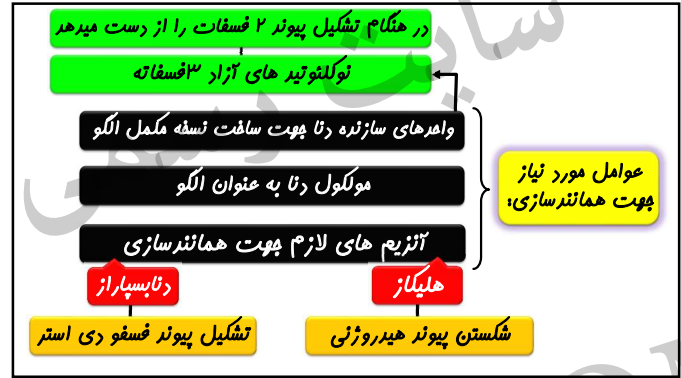 در هنگام تشکیل پیوند ۲ فسفات را از دست میدهد
نوکلئوتید های آزاد ۳فسفاته
واحدهای سازنده دنا جهت ساخت نسخه مکمل الگو
مولکول دنا به عنوان الگو
عوامل مورد نیاز
جهت همانندسازی:
آنزیم های لازم جهت همانندسازی
هلیکاز
دنابسپاراز
شکستن پیوند هیدروژنی
تشکیل پیوند فسفو دی استر
سایت رسمی